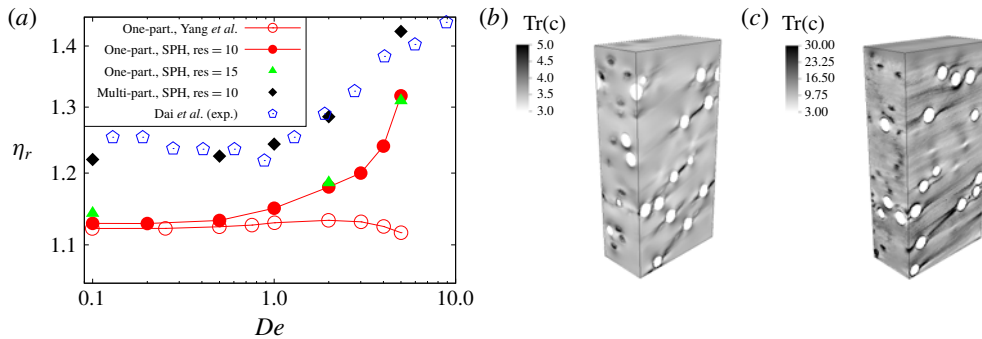 (a)
1.4
1.3
1.2
1.1
ηr
One-part., Yang et al.
One-part., SPH, res = 10
One-part., SPH, res = 15
Multi-part., SPH, res = 10
Dai et al. (exp.)
0.1
1.0
10.0
De
(b)
Tr(c)
5.0
4.5
4.0
3.5
3.0
(c)
Tr(c)
30.00
23.25
16.50
9.75
3.00